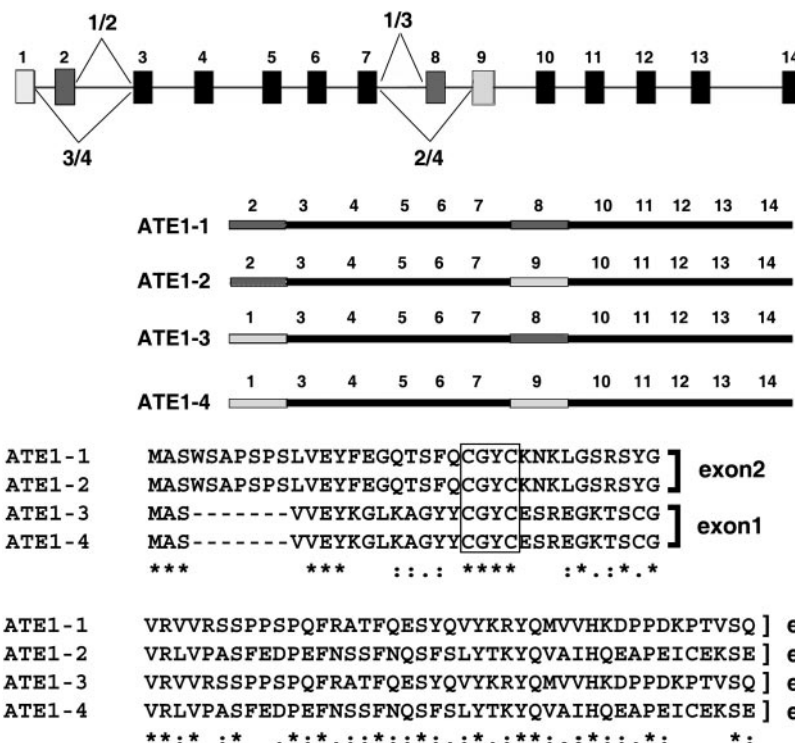 1/2 1/3
1 2 3 4 5 6 7 8 9 10 11 12 13 14
3/4 2/4
2 3 4 5 6 7 8 10 11 12 13 14
ATE1-1
2 3 4 5 6 7 9 10 11 12 13 14
ATE1-2
1 3 4 5 6 7 8 10 11 12 13 14
ATE1-3
1 3 4 5 6 7 9 10 11 12 13 14
ATE1-4
ATE1-1 MASWSAPSPSLVEYFEGQTSFQCGYCKNKLGSRSYG
ATE1-2 MASWSAPSPSLVEYFEGQTSFQCGYCKNKLGSRSYG
exon2
ATE1-3 MAS-------VVEYKGLKAGYYCGYCESREGKTSCG
ATE1-4 MAS-------VVEYKGLKAGYYCGYCESREGKTSCG
exon1
*** *** ::.: **** :*.:*.*
ATE1-1 VRVVRSSPPSPQFRATFQESYQVYKRYQMVVHKDPPDKPTVSQ ] e
ATE1-2 VRLVPASFEDPEFNSSFNQSFSLYTKYQVAIHQEAPEICEKSE ] e
ATE1-3 VRVVRSSPPSPQFRATFQESYQVYKRYQMVVHKDPPDKPTVSQ ] e
ATE1-4 VRLVPASFEDPEFNSSFNQSFSLYTKYQVAIHQEAPEICEKSE ] e
**:* :* .*:*.::*::*:.:*.:**:.:*::.*: *: